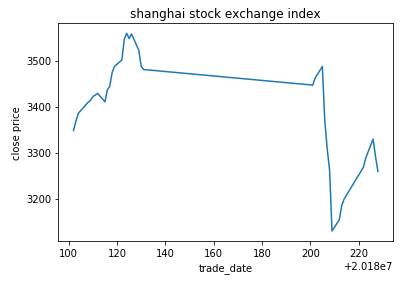 shanghai stock exchange index
3500
3400
3300
3200
close price
100 120 140 160 180 200 220
+2.018e7
trade_date